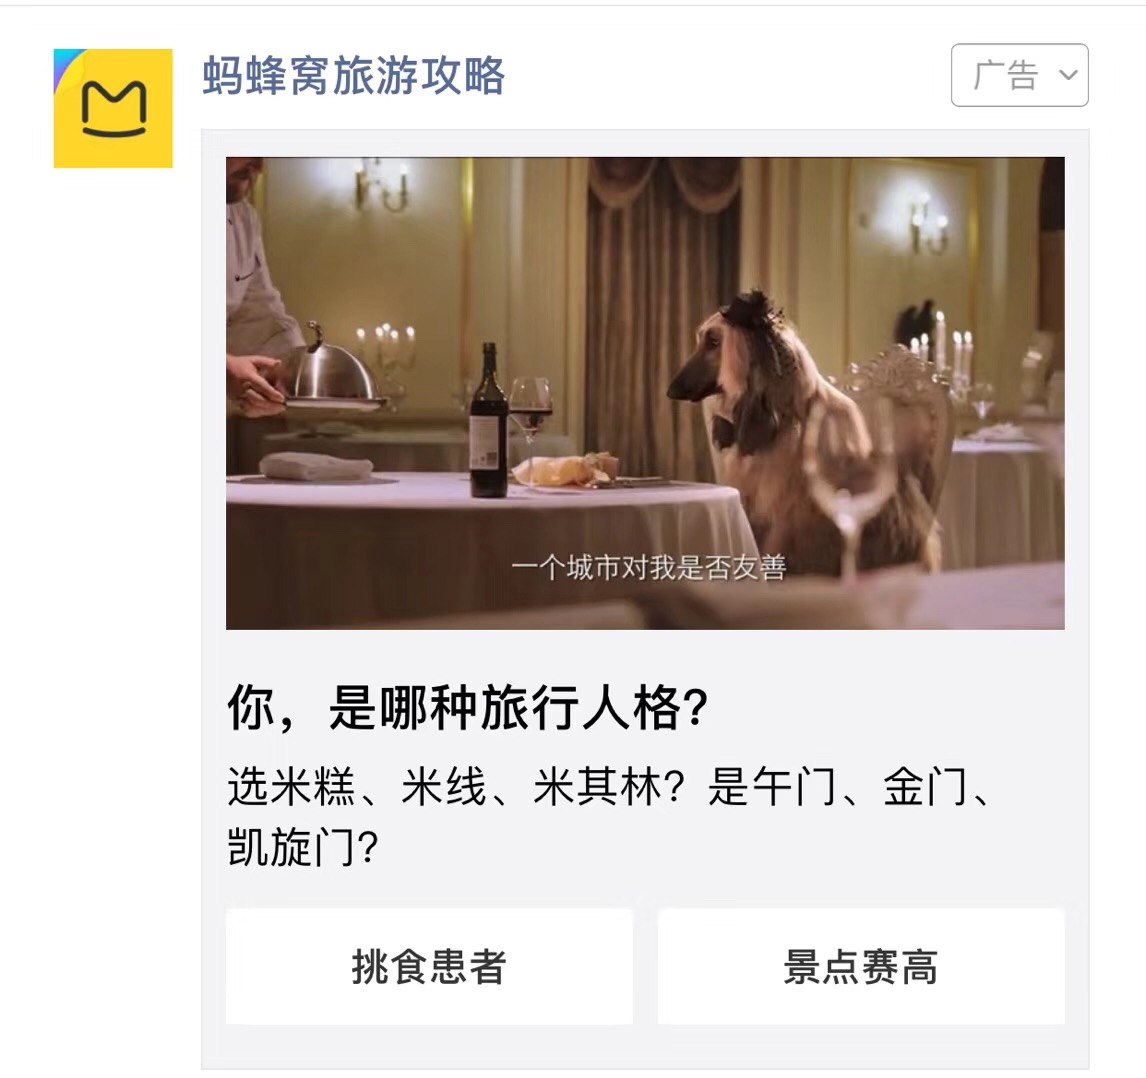 蚂蜂窝旅游攻略
广告
一个城市对我是否友善
你，是哪种旅行人格？
选米糕、米线、米其林？是午门、金门、
凯旋门？
挑食患者
景点赛高